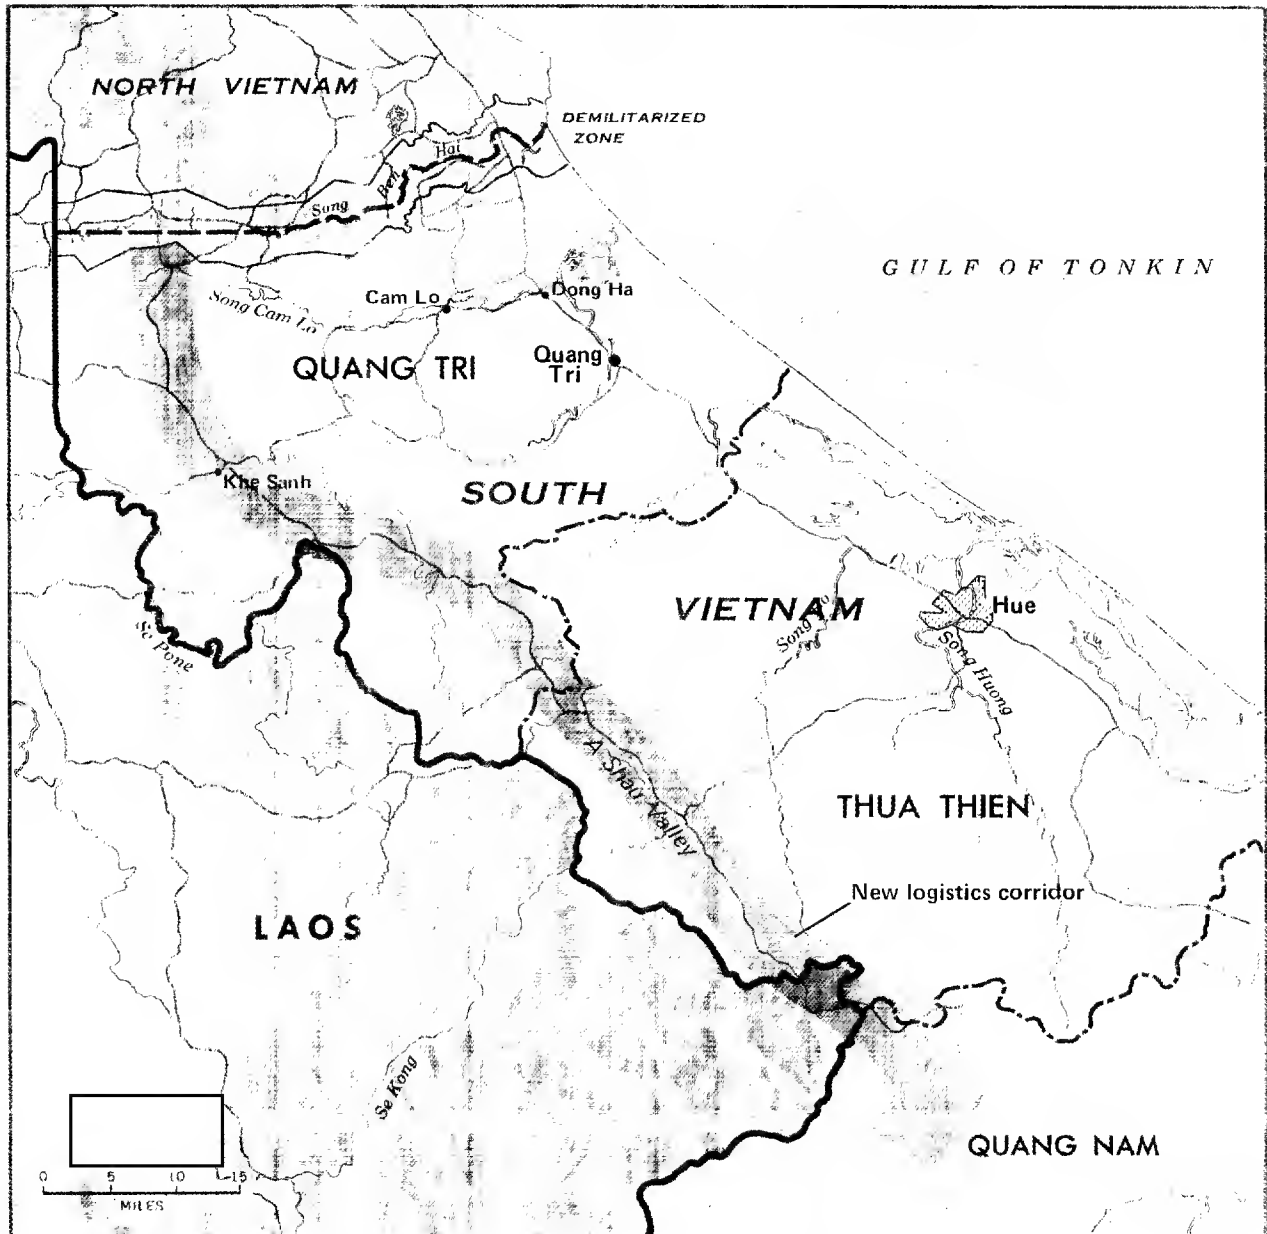 NORTH VIETNAM
DEMILITARIZED
ZONE
Song Ben Hai
GULF OF TONKIN
Song Cam Lo
Cam Lo
Dong Ha
QUANG TRI
Quang
Tri
Khe Sanh
SOUTH
VIETNAM
Hue
Se Pone
Song
Song Huong
A Shau Valley
THUA THIEN
New logistics corridor
LAOS
Se Kong
QUANG NAM
0 5 10 15
MILES